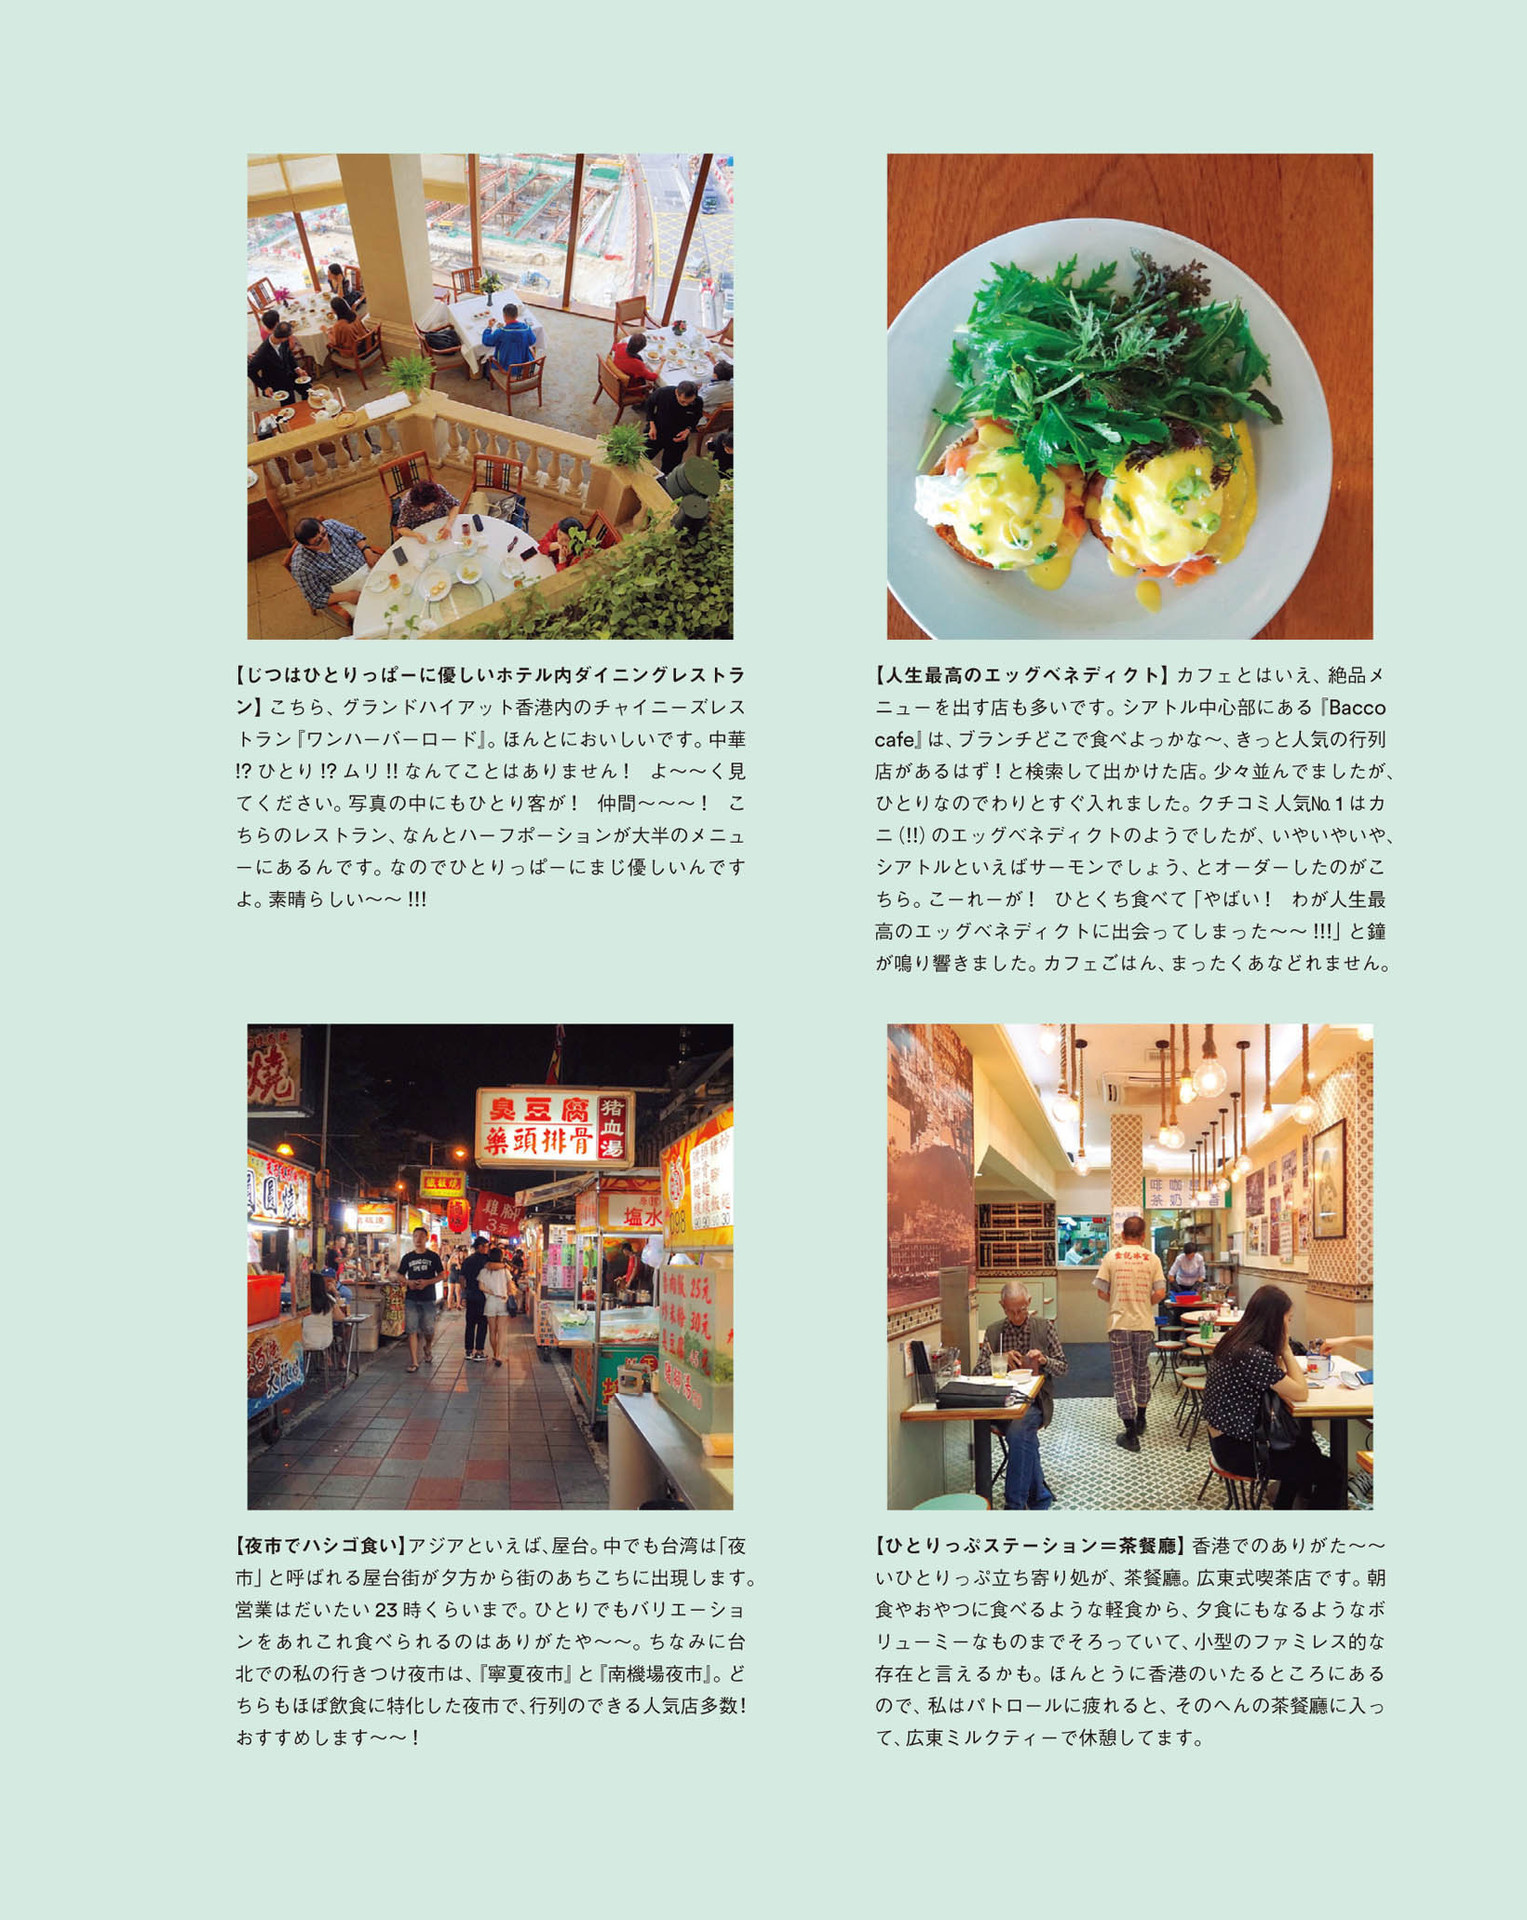 【じつはひとりっぱーに優しいホテル内ダイニングレストラ
ン】こちら、グランドハイアット香港内のチャイニーズレス
トラン『ワンハーバーロード』。ほんとにおいしいです。中華
!?ひとり!?ムリ!!なんてことはありません！　よ〜〜く見
てください。写真の中にもひとり客が！　仲間〜〜〜！　こ
ちらのレストラン、なんとハーフポーションが大半のメニュ
ーにあるんです。なのでひとりっぱーにまじ優しいんです
よ。素晴らしい〜〜!!!
【人生最高のエッグベネディクト】カフェとはいえ、絶品メ
ニューを出す店も多いです。シアトル中心部にある『Bacco
cafe』は、ブランチどこで食べよっかな〜、きっと人気の行列
店があるはず！と検索して出かけた店。少々並んでましたが、
ひとりなのでわりとすぐ入れました。クチコミ人気№1はカ
ニ(!!)のエッグベネディクトのようでしたが、いやいやいや、
シアトルといえばサーモンでしょう、とオーダーしたのがこ
ちら。こーれーが！　ひとくち食べて「やばい！　わが人生最
高のエッグベネディクトに出会ってしまった〜〜!!!」と鐘
が鳴り響きました。カフェごはん、まったくあなどれません。
燒
臭豆腐
藥頭排骨
猪血湯
雞腳
3元
塩水
25元
30元
【夜市でハシゴ食い】アジアといえば、屋台。中でも台湾は「夜
市」と呼ばれる屋台街が夕方から街のあちこちに出現します。
営業はだいたい23時くらいまで。ひとりでもバリエーショ
ンをあれこれ食べられるのはありがたや〜〜。ちなみに台
北での私の行きつけ夜市は、『寧夏夜市』と『南機場夜市』。ど
ちらもほぼ飲食に特化した夜市で、行列のできる人気店多数！
おすすめします〜〜！
【ひとりっぷステーション＝茶餐廳】香港でのありがた〜〜
いひとりっぷ立ち寄り処が、茶餐廳。広東式喫茶店です。朝
食やおやつに食べるような軽食から、夕食にもなるようなボ
リューミーなものまでそろっていて、小型のファミレス的な
存在と言えるかも。ほんとうに香港のいたるところにある
ので、私はパトロールに疲れると、そのへんの茶餐廳に入っ
て、広東ミルクティーで休憩してます。